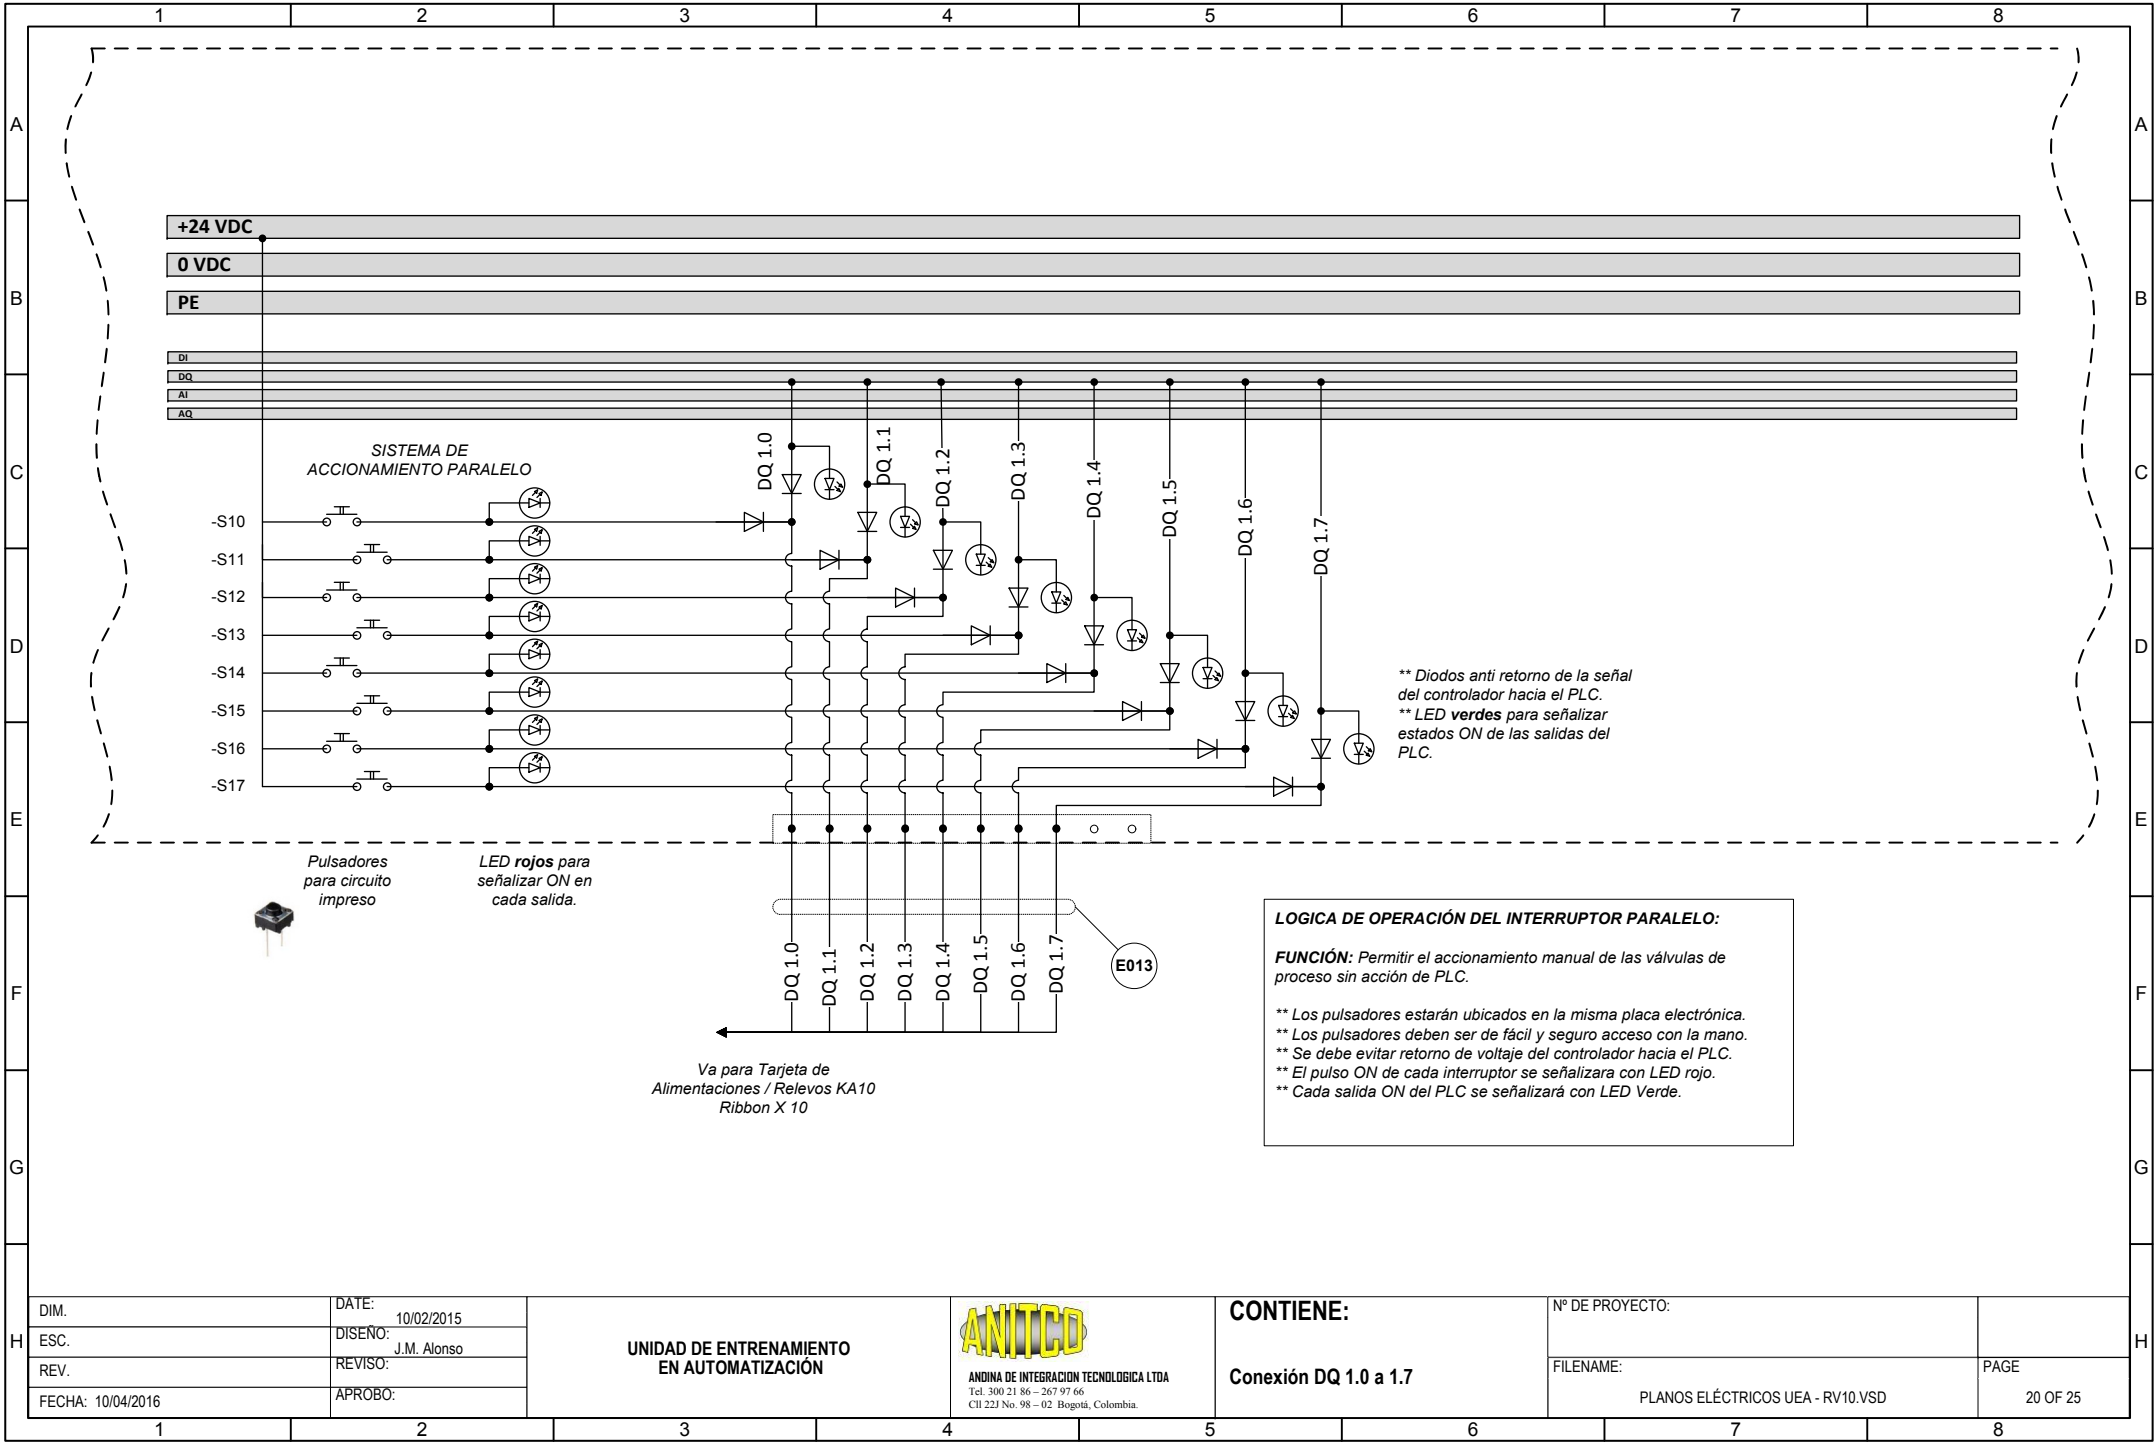 1 2 3 4 5 6 7 8
A A
+24 VDC
0 VDC
B B
PE
DI
DQ
AI
AQ
SISTEMA DE
ACCIONAMIENTO PARALELO
C C
DQ 1.0
DQ 1.1
DQ 1.2
DQ 1.3
DQ 1.4
DQ 1.5
DQ 1.6
DQ 1.7
-S10
-S11
-S12
-S13
-S14
-S15
-S16
-S17
D D
** Diodos anti retorno de la señal
del controlador hacia el PLC.
** LED verdes para señalizar
estados ON de las salidas del
PLC.
E E
Pulsadores
para circuito
impreso
LED rojos para
señalizar ON en
cada salida.
DQ 1.0
DQ 1.1
DQ 1.2
DQ 1.3
DQ 1.4
DQ 1.5
DQ 1.6
DQ 1.7
E013
F F
Va para Tarjeta de
Alimentaciones / Relevos KA10
Ribbon X 10
LOGICA DE OPERACIÓN DEL INTERRUPTOR PARALELO:
FUNCIÓN: Permitir el accionamiento manual de las válvulas de
proceso sin acción de PLC.
** Los pulsadores estarán ubicados en la misma placa electrónica.
** Los pulsadores deben ser de fácil y seguro acceso con la mano.
** Se debe evitar retorno de voltaje del controlador hacia el PLC.
** El pulso ON de cada interruptor se señalizara con LED rojo.
** Cada salida ON del PLC se señalizará con LED Verde.
G G
H H
DIM.
ESC.
REV.
FECHA: 10/04/2016
DATE:
10/02/2015
DISEÑO:
J.M. Alonso
REVISO:
APROBO:
UNIDAD DE ENTRENAMIENTO
EN AUTOMATIZACIÓN
ANITCO
ANDINA DE INTEGRACION TECNOLOGICA LTDA
Tel. 300 21 86 – 267 97 66
Cll 22J No. 98 – 02 Bogotá, Colombia.
CONTIENE:
Conexión DQ 1.0 a 1.7
Nº DE PROYECTO:
FILENAME:
PLANOS ELÉCTRICOS UEA - RV10.VSD
PAGE
20 OF 25
1 2 3 4 5 6 7 8